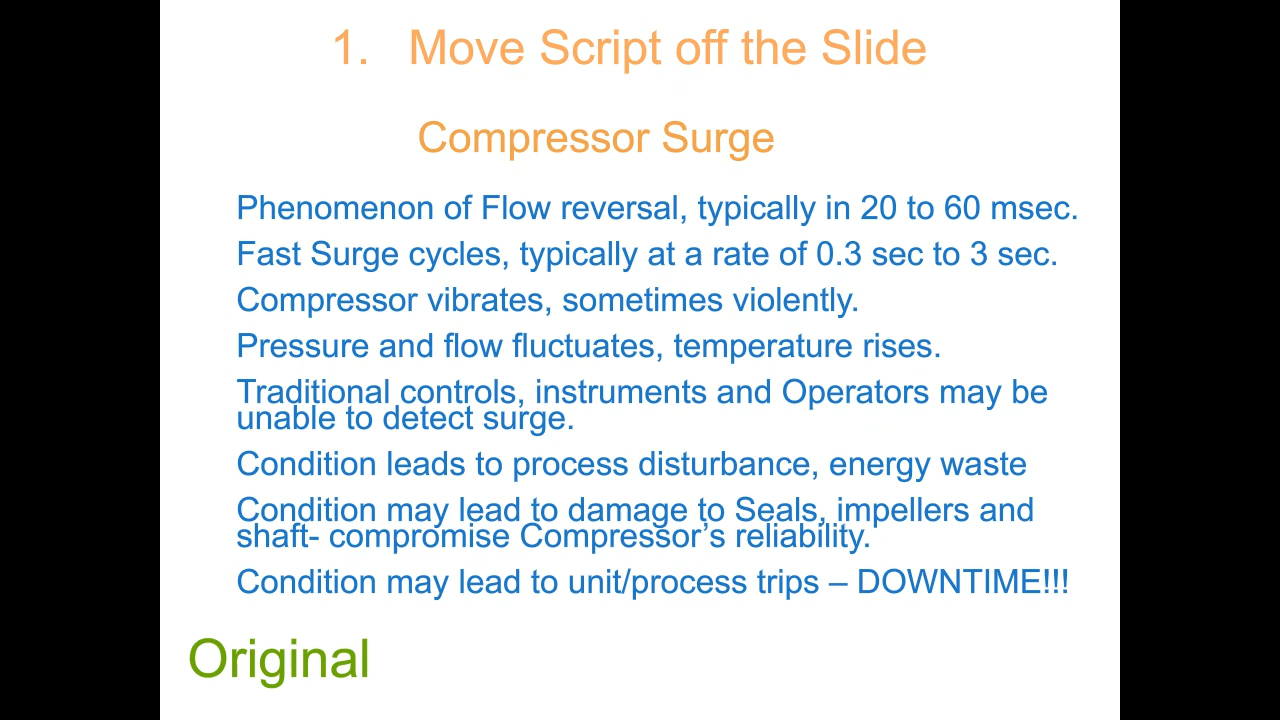 1. Move Script off the Slide
Compressor Surge
Phenomenon of Flow reversal, typically in 20 to 60 msec.
Fast Surge cycles, typically at a rate of 0.3 sec to 3 sec.
Compressor vibrates, sometimes violently.
Pressure and flow fluctuates, temperature rises.
Traditional controls, instruments and Operators may be
unable to detect surge.
Condition leads to process disturbance, energy waste
Condition may lead to damage to Seals, impellers and
shaft- compromise Compressor’s reliability.
Condition may lead to unit/process trips – DOWNTIME!!!
Original